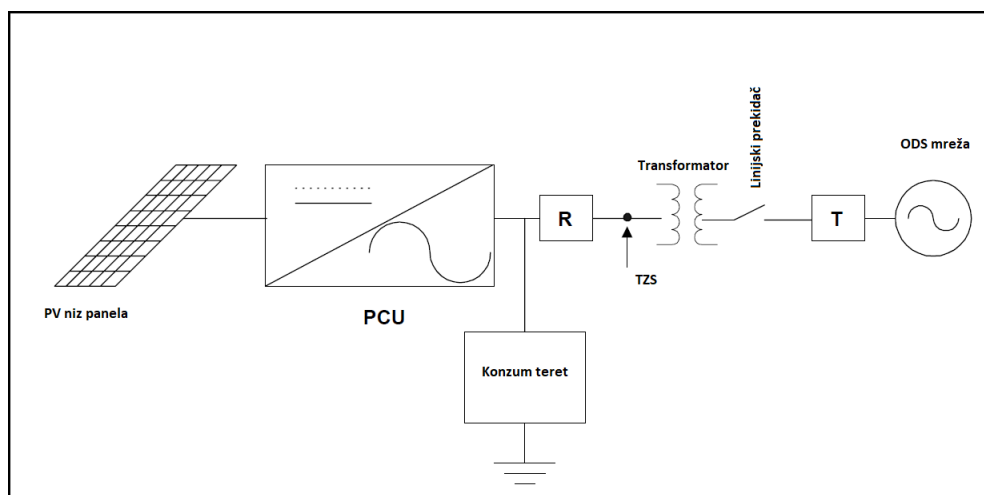 PV niz panela
PCU
Konzum teret
R
TZS
Transformator
Linijski prekidač
T
ODS mreža